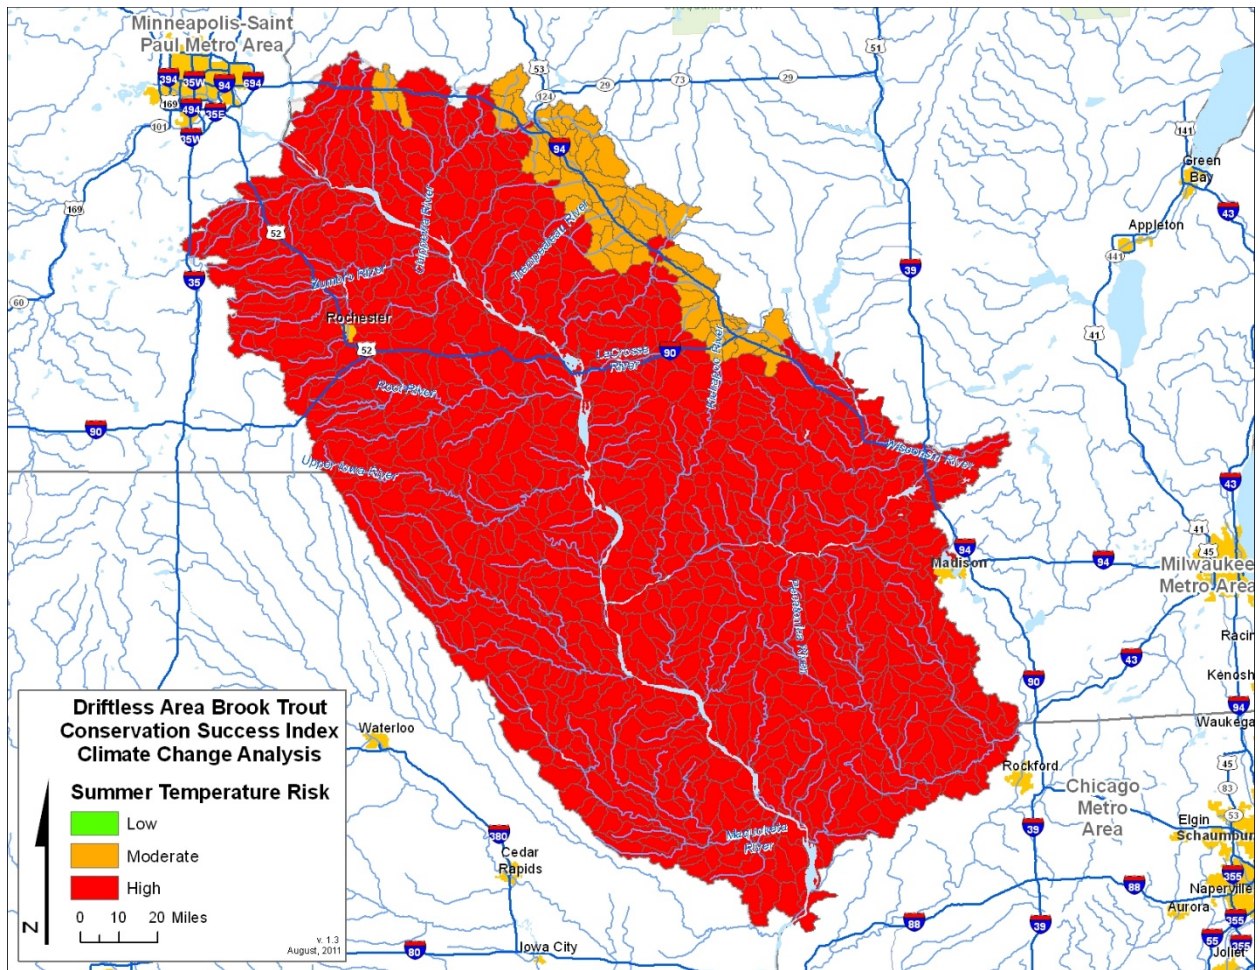 Minneapolis-Saint
Paul Metro Area
394
35W
94
694
169
494
35E
101
35W
53
51
29
73
29
124
94
141
Green
Bay
43
Appleton
441
169
52
35
60
Chippewa River
Trempealeau River
Zumbro River
Rochester
52
39
41
LaCrosse
River
90
Kickapoo River
Root River
90
Upper Iowa River
Wisconsin River
43
41
45
94
94
Madison
Milwaukee
Metro Area
Pecatonica River
Racin
43
90
Kenosh
94
Waukega
Driftless Area Brook Trout
Conservation Success Index
Climate Change Analysis
Summer Temperature Risk
Low
Moderate
High
0 10 20 Miles
N
v. 1.3
August, 2011
Waterloo
Rockford
45
83
Chicago
Metro
Area
53
Elgin
Schaumbur
380
39
Maquoketa
River
Cedar
Rapids
355
88
Naperville
Aurora
88
39
355
80
Iowa City
55
355
Joliet